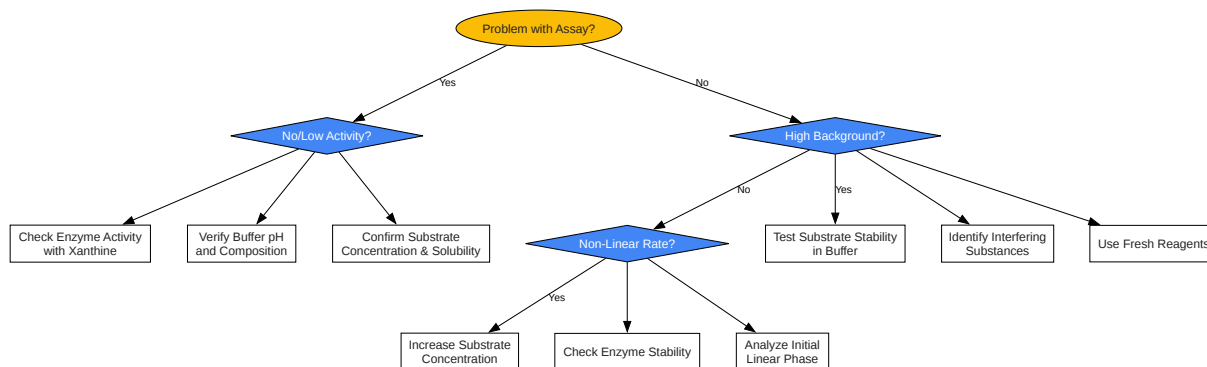 Problem with Assay?
Yes
No
No/Low Activity?
High Background?
No
Yes
Check Enzyme Activity
with Xanthine
Verify Buffer pH
and Composition
Confirm Substrate
Concentration & Solubility
Non-Linear Rate?
Test Substrate Stability
in Buffer
Identify Interfering
Substances
Use Fresh Reagents
Yes
Increase Substrate
Concentration
Check Enzyme Stability
Analyze Initial
Linear Phase